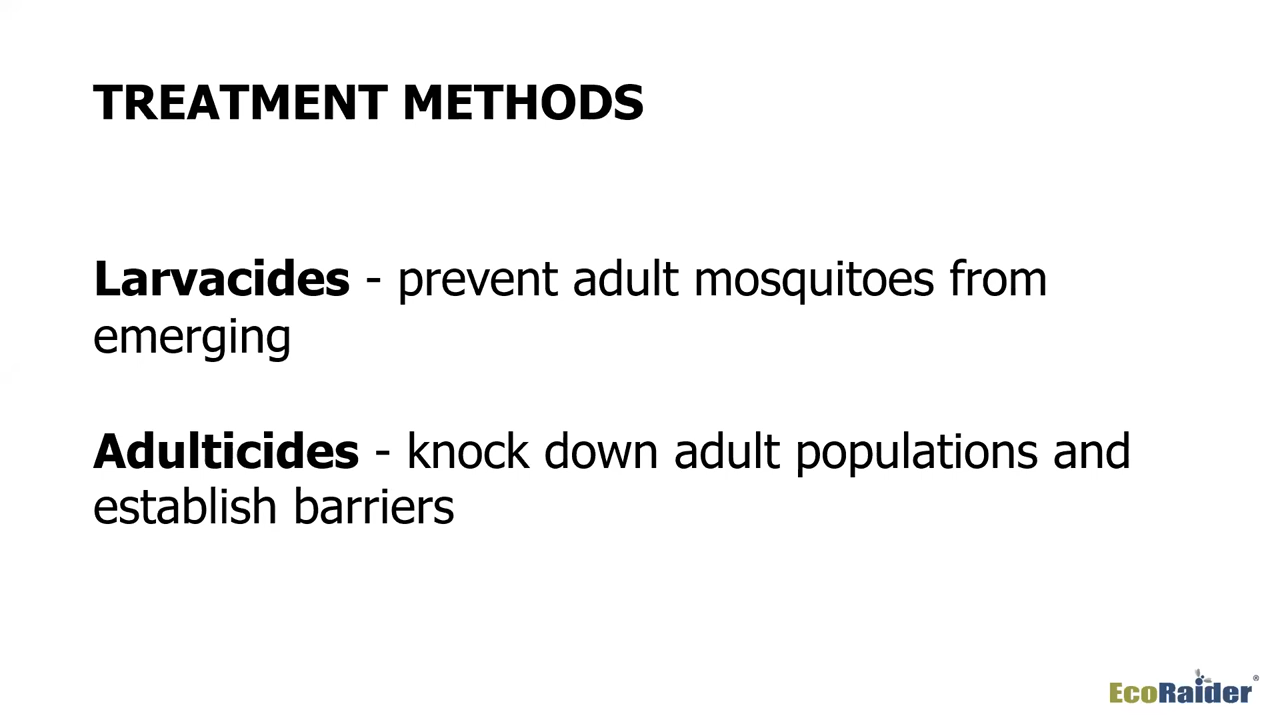 TREATMENT METHODS
Larvacides - prevent adult mosquitoes from
emerging
Adulticides - knock down adult populations and
establish barriers
EcoRaider®